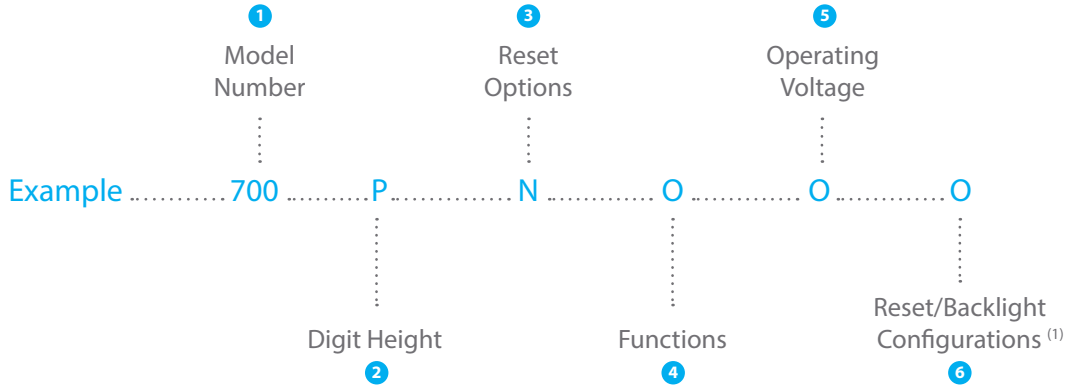 1
3
5
Model
Number
Reset
Options
Operating
Voltage
Example 700 P N O O O
Digit Height
Functions
Reset/Backlight
Configurations (1)
2
4
6